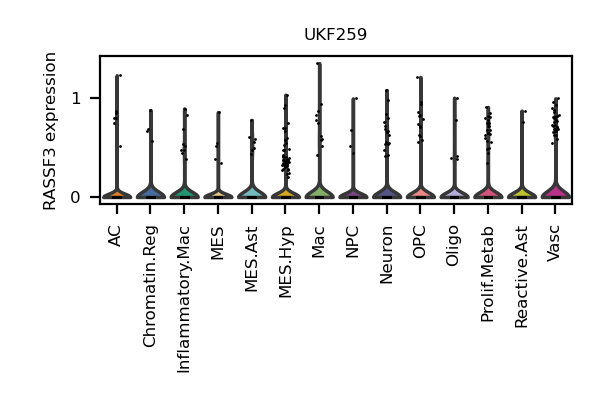 UKF259
RASSF3 expression
1
0
AC
Chromatin.Reg
Inflammatory.Mac
MES
MES.Ast
MES.Hyp
Mac
NPC
Neuron
OPC
Oligo
Prolif.Metab
Reactive.Ast
Vasc